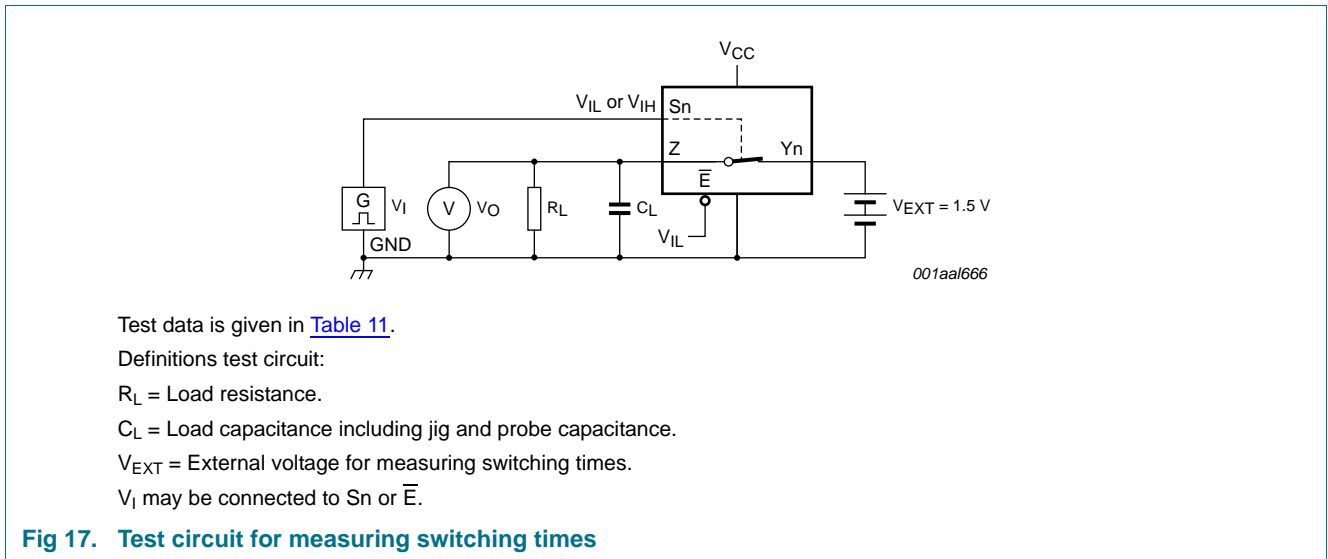 VCC
VIL or VIH Sn
Z Yn
E̅
G VI V VO RL CL VEXT = 1.5 V
VIL
GND
001aal666
Test data is given in Table 11.
Definitions test circuit:
RL = Load resistance.
CL = Load capacitance including jig and probe capacitance.
VEXT = External voltage for measuring switching times.
VI may be connected to Sn or E̅.
Fig 17. Test circuit for measuring switching times